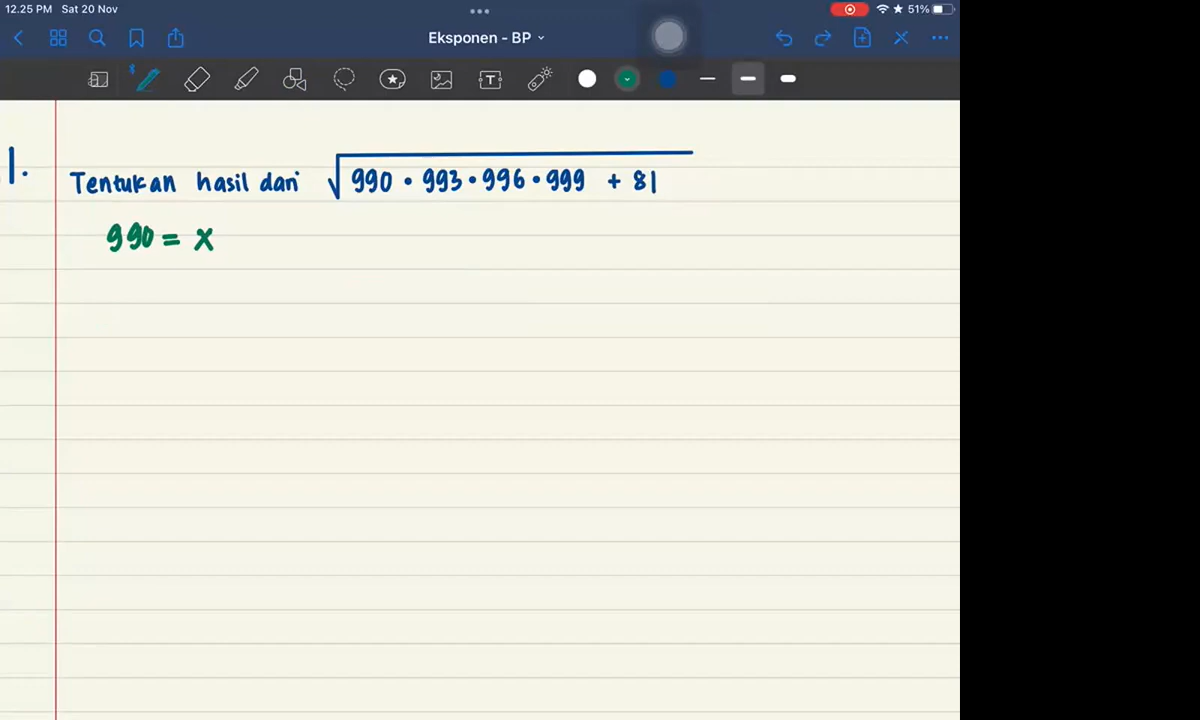 12.25 PM Sat 20 Nov 51%
Eksponen - BP
T
1. Tentukan hasil dari √990 • 993 • 996 • 999 + 81
990 = x